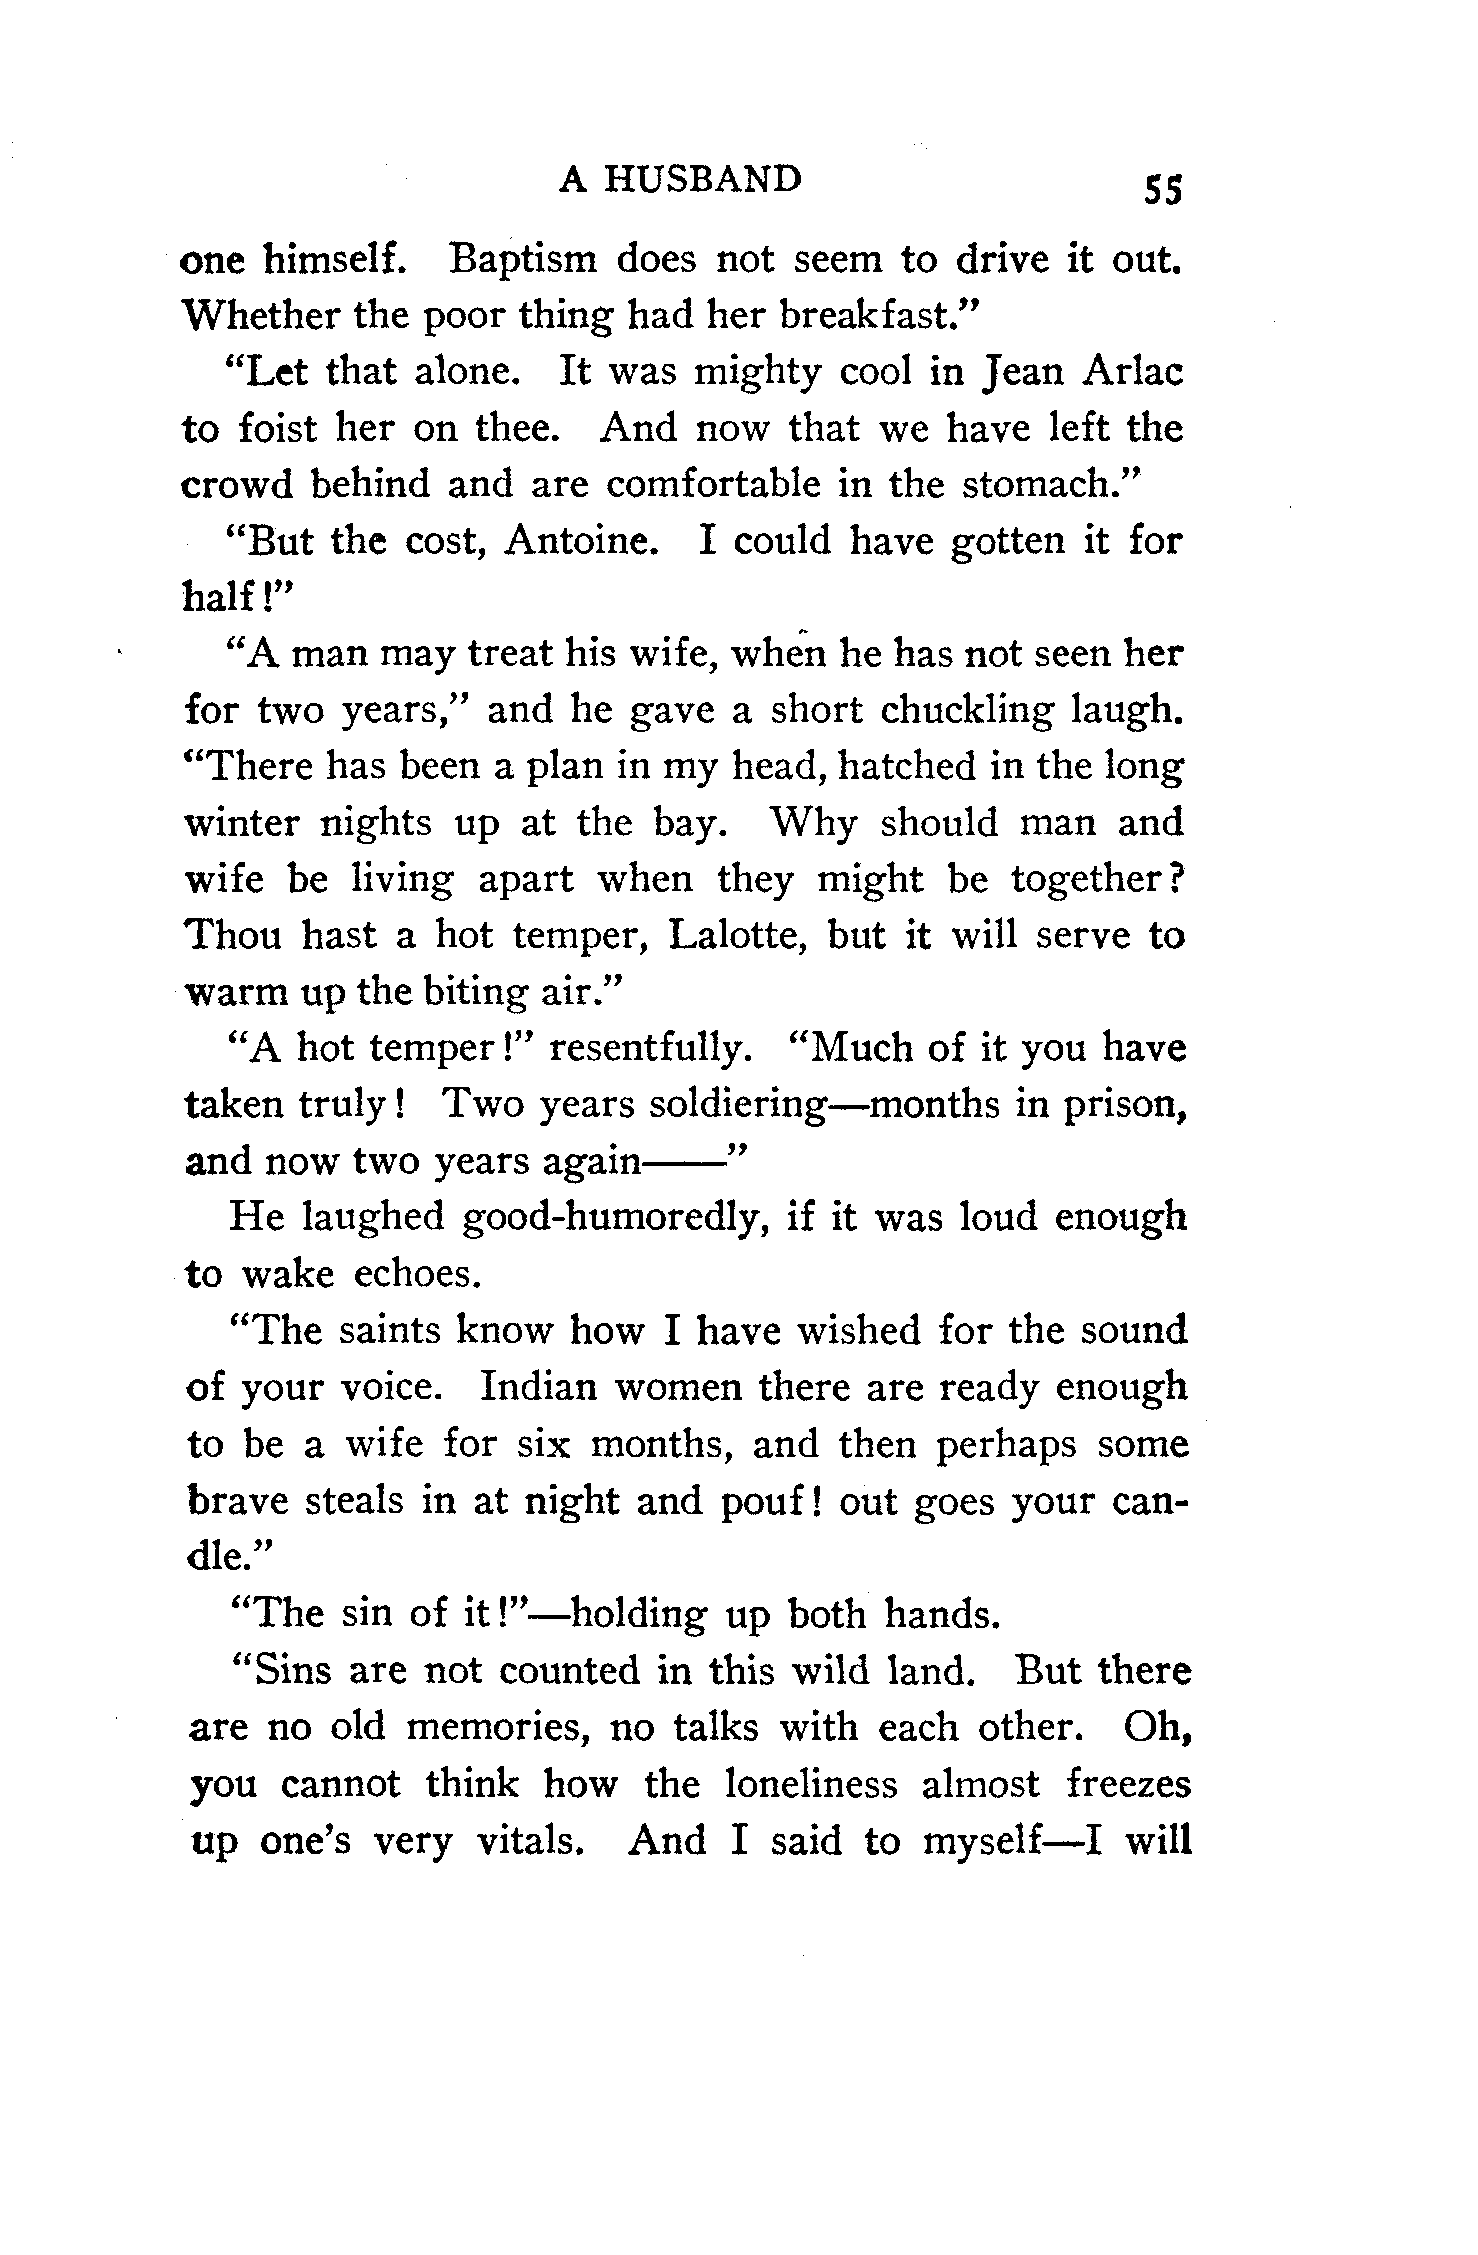 A HUSBAND 55
one himself. Baptism does not seem to drive it out.
Whether the poor thing had her breakfast."
"Let that alone. It was mighty cool in Jean Arlac
to foist her on thee. And now that we have left the
crowd behind and are comfortable in the stomach."
"But the cost, Antoine. I could have gotten it for
half!"
"A man may treat his wife, when he has not seen her
for two years," and he gave a short chuckling laugh.
"There has been a plan in my head, hatched in the long
winter nights up at the bay. Why should man and
wife be living apart when they might be together?
Thou hast a hot temper, Lalotte, but it will serve to
warm up the biting air."
"A hot temper!" resentfully. "Much of it you have
taken truly! Two years soldiering—months in prison,
and now two years again——"
He laughed good-humoredly, if it was loud enough
to wake echoes.
"The saints know how I have wished for the sound
of your voice. Indian women there are ready enough
to be a wife for six months, and then perhaps some
brave steals in at night and pouf! out goes your can-
dle."
"The sin of it!"—holding up both hands.
"Sins are not counted in this wild land. But there
are no old memories, no talks with each other. Oh,
you cannot think how the loneliness almost freezes
up one's very vitals. And I said to myself—I will